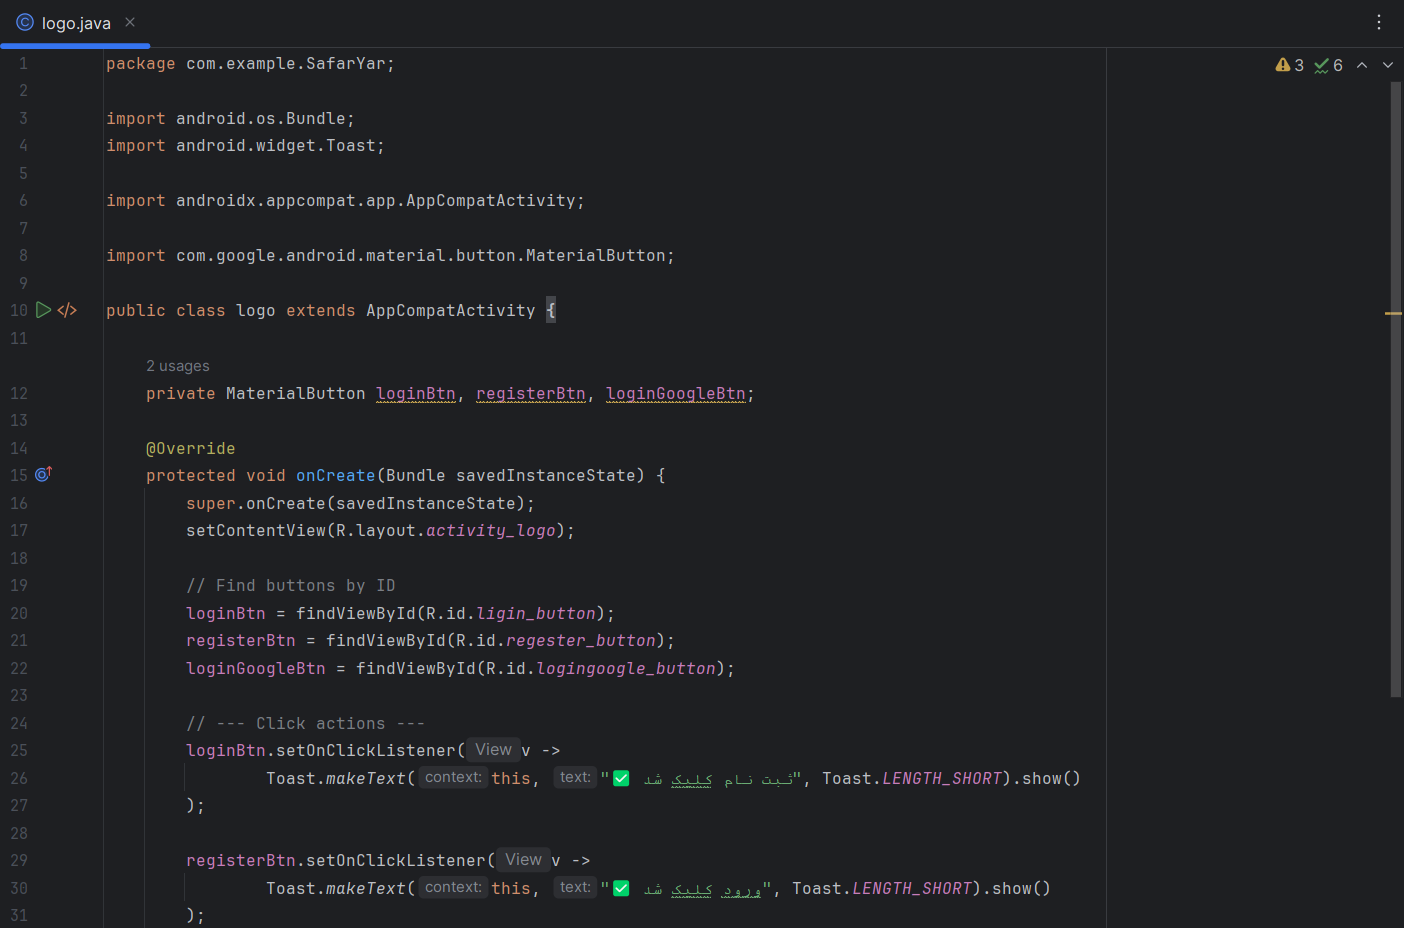 logo.java
3 6
1 package com.example.SafarYar;
2
3 import android.os.Bundle;
4 import android.widget.Toast;
5
6 import androidx.appcompat.app.AppCompatActivity;
7
8 import com.google.android.material.button.MaterialButton;
9
10 public class logo extends AppCompatActivity {
11
2 usages
12 private MaterialButton loginBtn, registerBtn, loginGoogleBtn;
13
14 @Override
15 protected void onCreate(Bundle savedInstanceState) {
16 super.onCreate(savedInstanceState);
17 setContentView(R.layout.activity_logo);
18
19 // Find buttons by ID
20 loginBtn = findViewById(R.id.ligin_button);
21 registerBtn = findViewById(R.id.regester_button);
22 loginGoogleBtn = findViewById(R.id.logingoogle_button);
23
24 // --- Click actions ---
25 loginBtn.setOnClickListener( View v ->
26 Toast.makeText( context: this, text: "✅ ثبت نام کلیک شد", Toast.LENGTH_SHORT).show()
27 );
28
29 registerBtn.setOnClickListener( View v ->
30 Toast.makeText( context: this, text: "✅ ورود کلیک شد", Toast.LENGTH_SHORT).show()
31 );